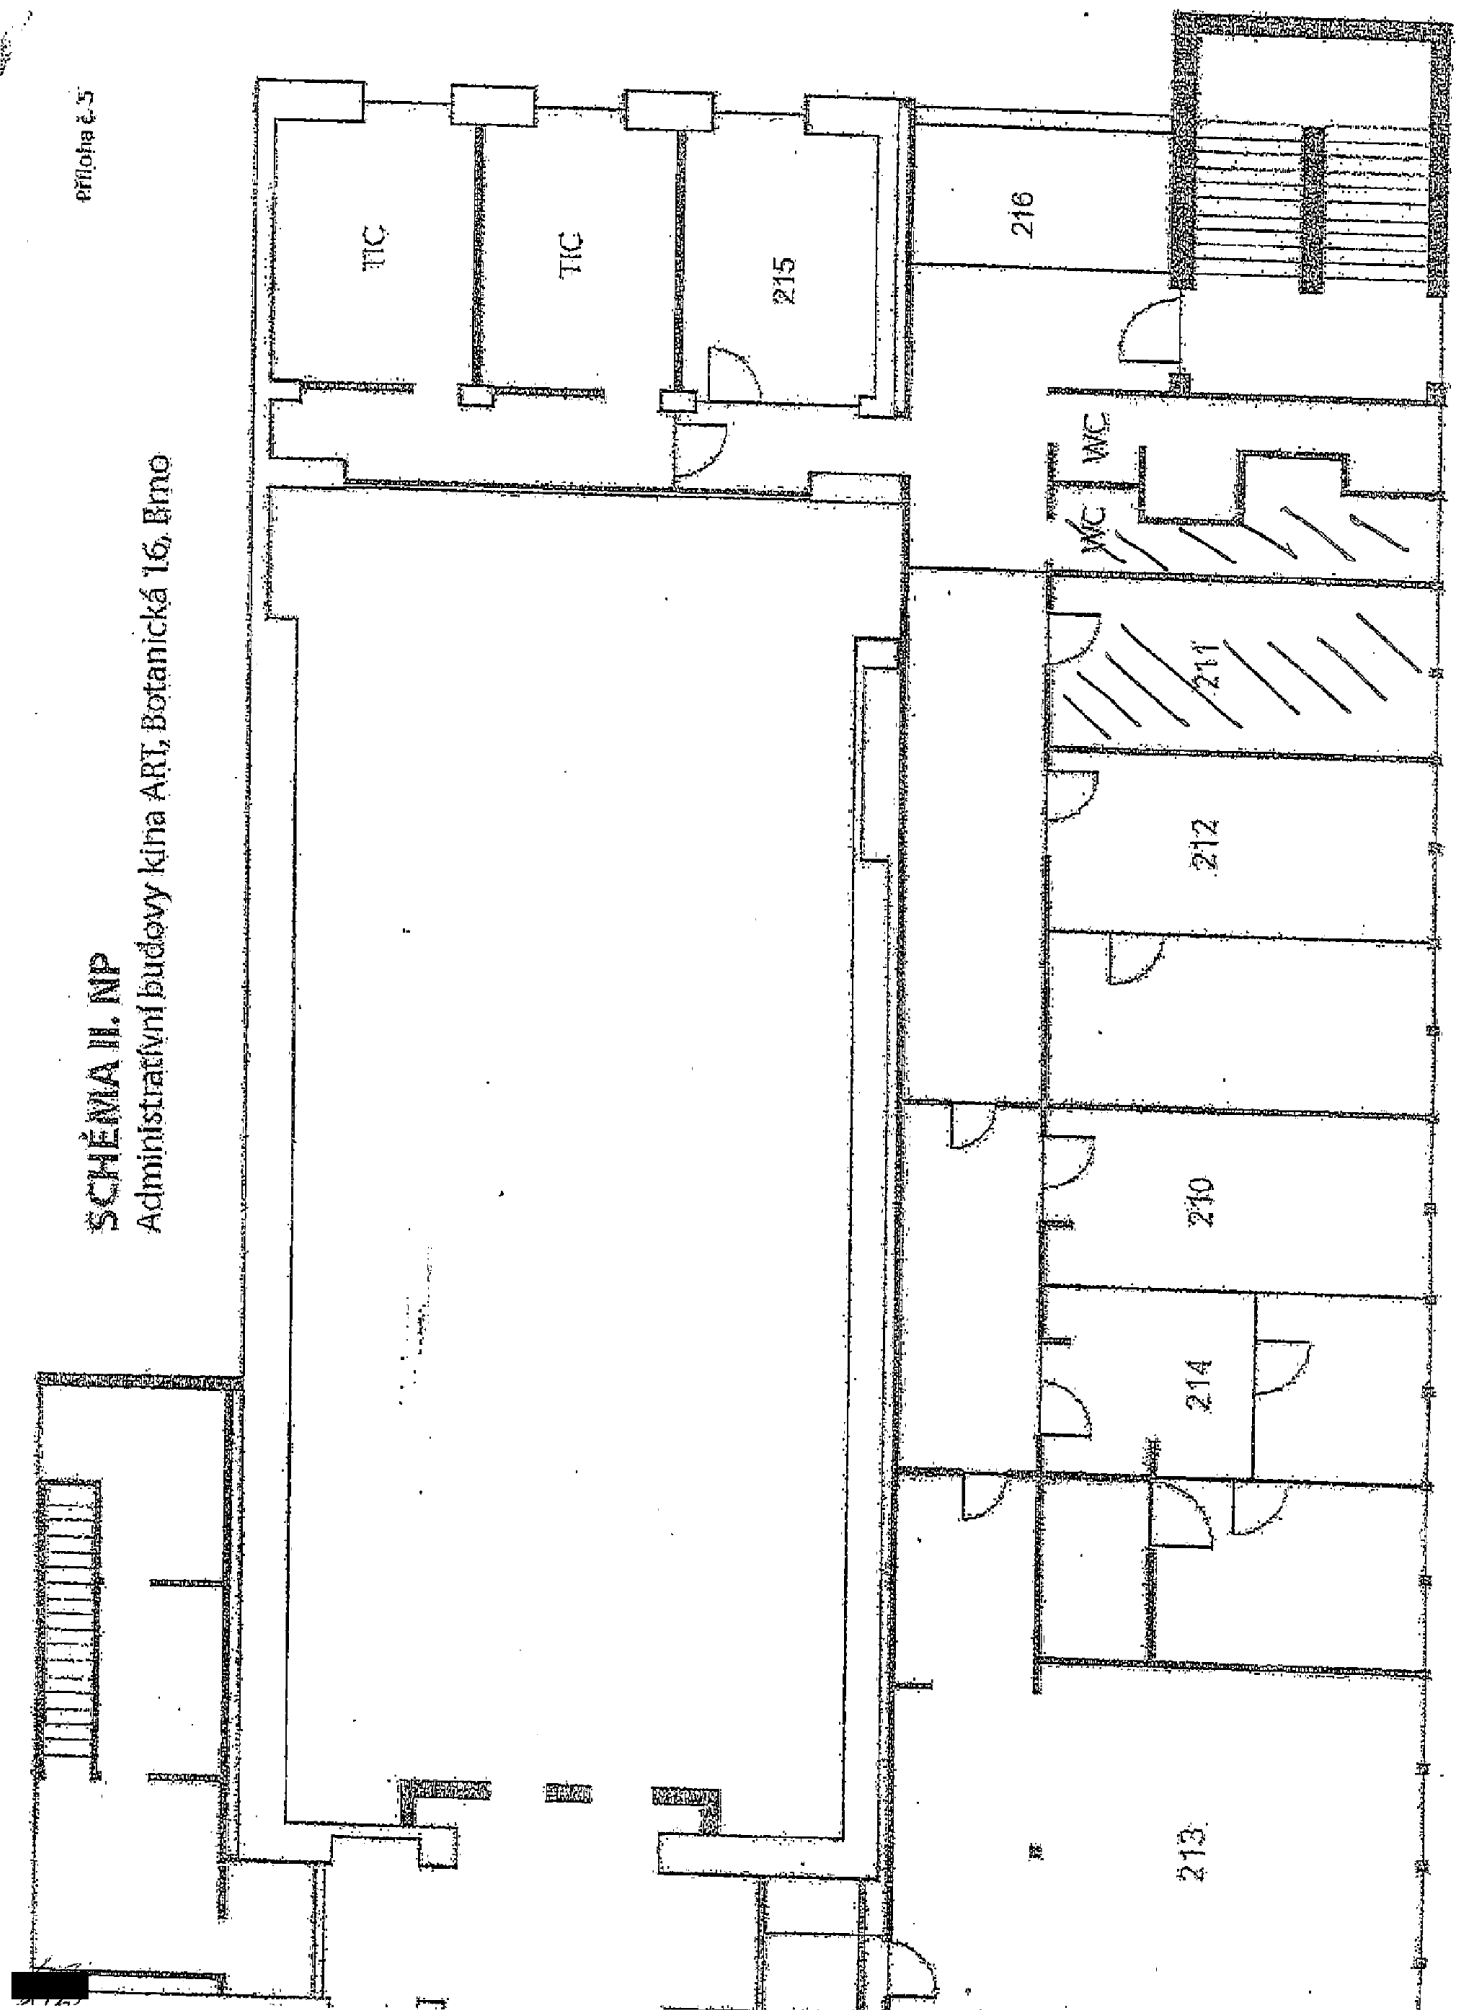 příloha č. 5
SCHÉMA II. NP
Administrativní budovy kina ART, Botanická 16, Brno
TIC
TIC
215
216
WC
WC
211
212
210
214
213